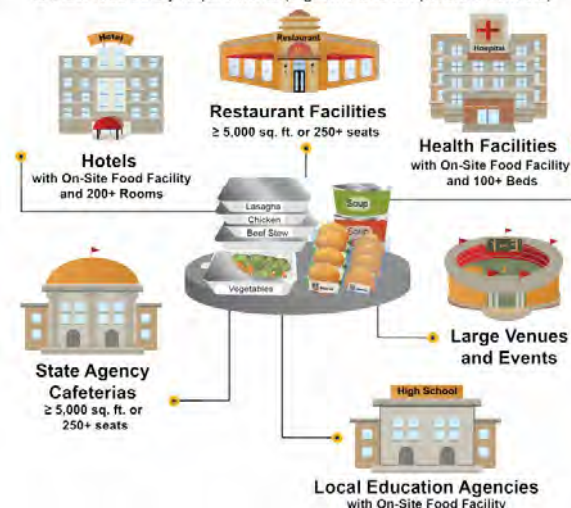 Hotel
Restaurant
Hospital
Restaurant Facilities
≥ 5,000 sq. ft. or 250+ seats
Hotels
with On-Site Food Facility
and 200+ Rooms
Health Facilities
with On-Site Food Facility
and 100+ Beds
Lasagna
Chicken
Beef Stew
Vegetables
Soup
Soup
Large Venues
and Events
State Agency
Cafeterias
≥ 5,000 sq. ft. or
250+ seats
High School
Local Education Agencies
with On-Site Food Facility